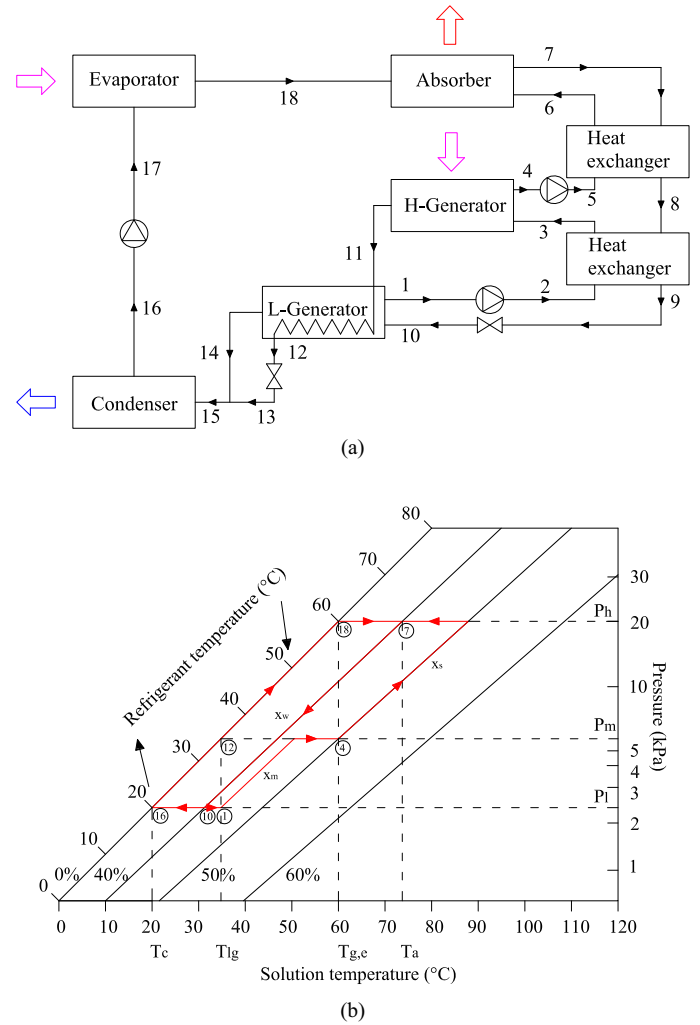 Evaporator
18
Absorber
7
6
Heat
exchanger
17
4
5
8
H-Generator
3
11
Heat
exchanger
1
2
9
L-Generator
10
16
14
12
Condenser
15
13
(a)
80
70
30
60
Ph
20
18
7
50
Refrigerant temperature (°C)
xs
40
10
Pressure (kPa)
xw
30
Pm
12
4
5
xm
4
20
3
Pl
16
10
1
2
10
1
0%
40%
50%
60%
0
0 10 20 30 40 50 60 70 80 90 100 110 120
Tc Tlg Tg,e Ta
Solution temperature (°C)
(b)